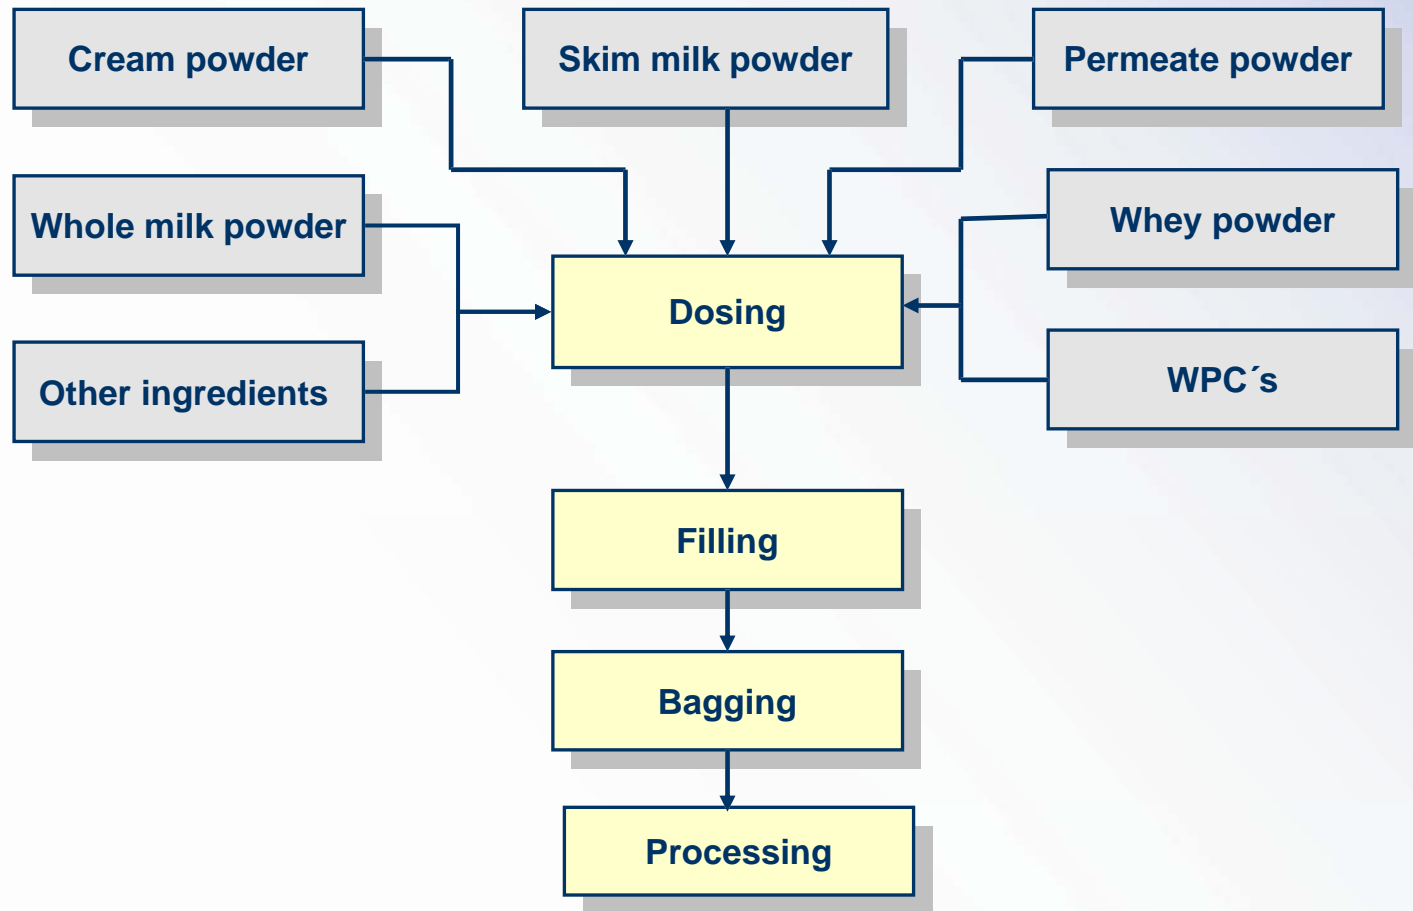 Cream powder
Skim milk powder
Permeate powder
Whole milk powder
Whey powder
Dosing
Other ingredients
WPC´s
Filling
Bagging
Processing